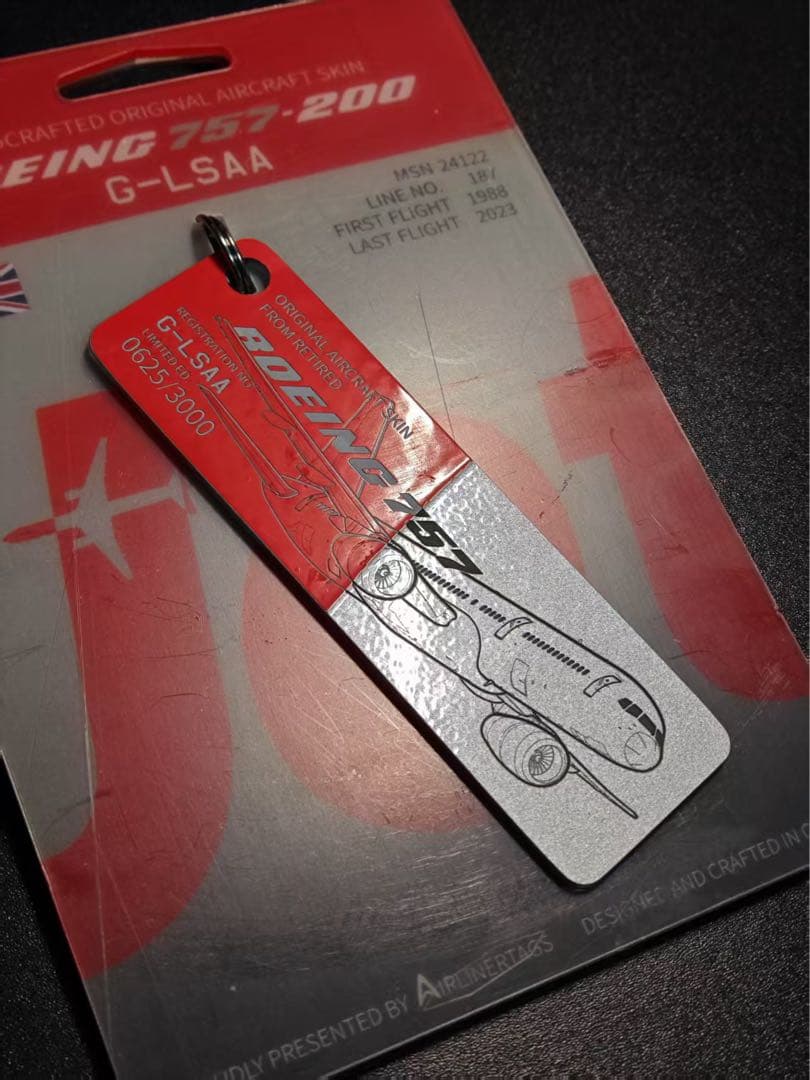 CRAFTED ORIGINAL AIRCRAFT SKIN
EING 757-200
G-LSAA
MSN 24122
LINE NO. 187
FIRST FLIGHT 1988
LAST FLIGHT 2023
ORIGINAL AIRCRAFT SKIN
FROM RETIRED
BOEING 757
REGISTRATION NO
G-LSAA
LIMITED ED
0625/3000
Jet
UDLY PRESENTED BY AIRLINERTAGS
DESIGNED AND CRAFTED IN